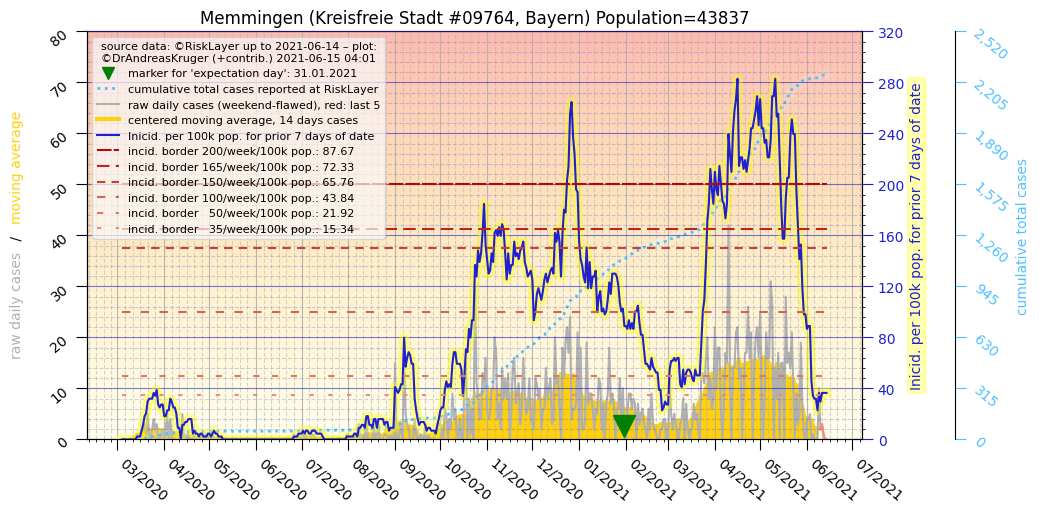 Memmingen (Kreisfreie Stadt #09764, Bayern) Population=43837
source data: ©RiskLayer up to 2021-06-14 – plot:
©DrAndreasKruger (+contrib.) 2021-06-15 04:01
marker for 'expectation day': 31.01.2021
cumulative total cases reported at RiskLayer
raw daily cases (weekend-flawed), red: last 5
centered moving average, 14 days cases
Inicid. per 100k pop. for prior 7 days of date
incid. border 200/week/100k pop.: 87.67
incid. border 165/week/100k pop.: 72.33
incid. border 150/week/100k pop.: 65.76
incid. border 100/week/100k pop.: 43.84
incid. border   50/week/100k pop.: 21.92
incid. border   35/week/100k pop.: 15.34
raw daily cases  /  moving average
80
70
60
50
40
30
20
10
0
320
280
240
200
160
120
80
40
0
Inicid. per 100k pop. for prior 7 days of date
2,520
2,205
1,890
1,575
1,260
945
630
315
0
cumulative total cases
03/2020
04/2020
05/2020
06/2020
07/2020
08/2020
09/2020
10/2020
11/2020
12/2020
01/2021
02/2021
03/2021
04/2021
05/2021
06/2021
07/2021